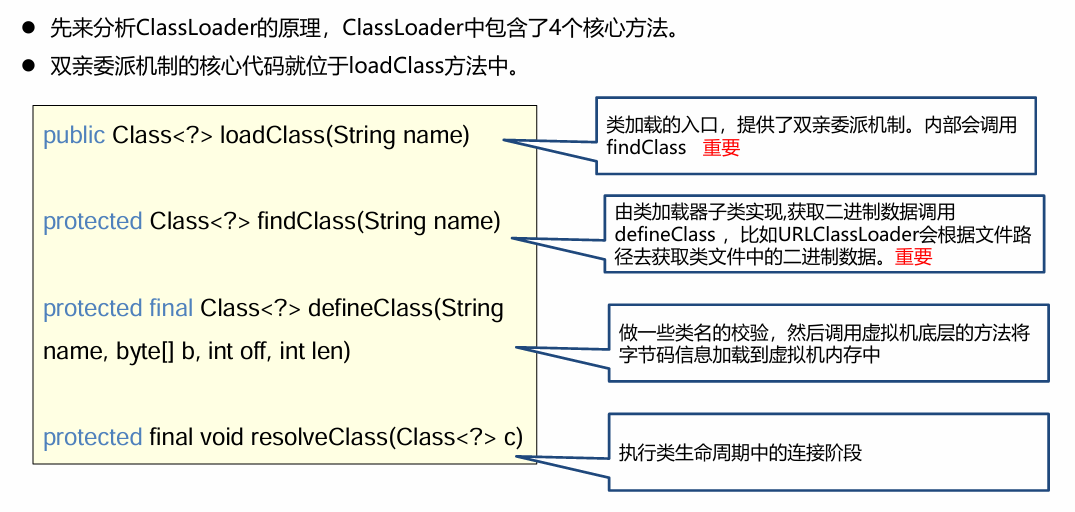 先来分析ClassLoader的原理，ClassLoader中包含了4个核心方法。
双亲委派机制的核心代码就位于loadClass方法中。
public Class<?> loadClass(String name)
类加载的入口，提供了双亲委派机制。内部会调用
findClass 重要
protected Class<?> findClass(String name)
由类加载器子类实现,获取二进制数据调用
defineClass ，比如URLClassLoader会根据文件路
径去获取类文件中的二进制数据。重要
protected final Class<?> defineClass(String
name, byte[] b, int off, int len)
做一些类名的校验，然后调用虚拟机底层的方法将
字节码信息加载到虚拟机内存中
protected final void resolveClass(Class<?> c)
执行类生命周期中的连接阶段